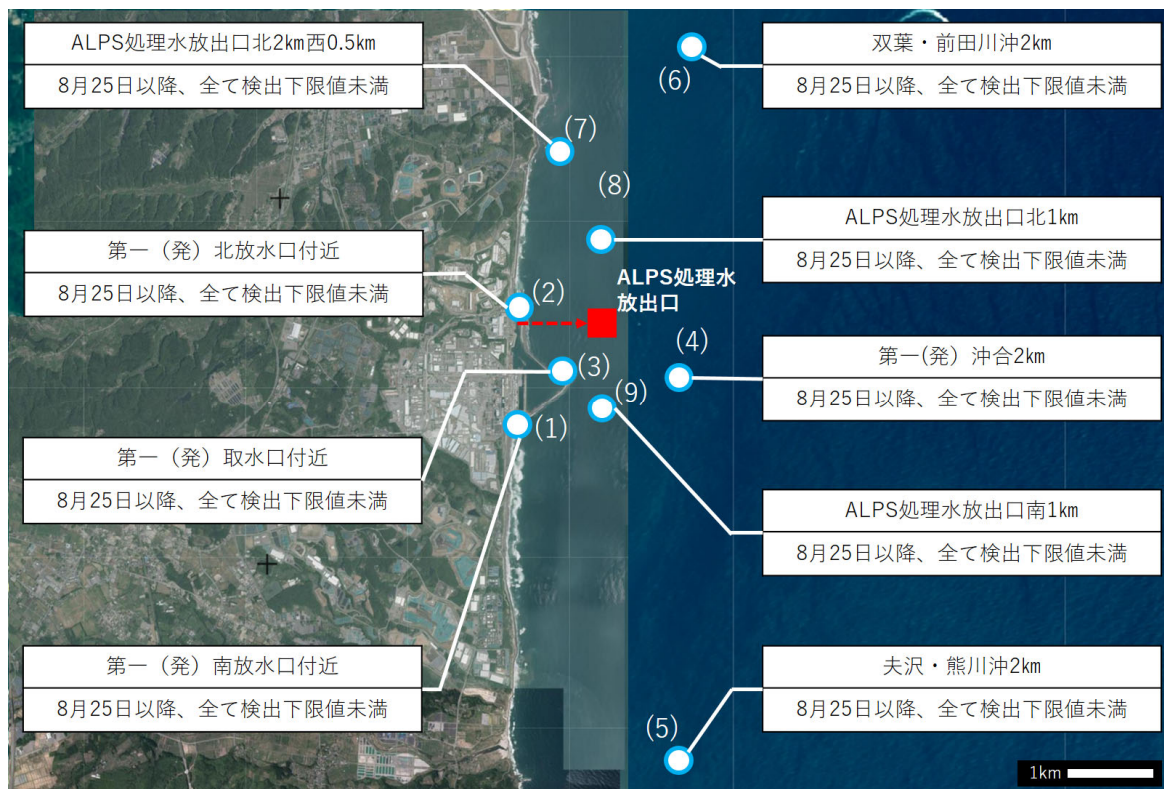 ALPS処理水放出口北2km西0.5km
8月25日以降、全て検出下限値未満
双葉・前田川沖2km
8月25日以降、全て検出下限値未満
(6)
(7)
(8)
ALPS処理水放出口北1km
8月25日以降、全て検出下限値未満
第一（発）北放水口付近
8月25日以降、全て検出下限値未満
(2)
ALPS処理水
放出口
(4)
第一(発）沖合2km
8月25日以降、全て検出下限値未満
(3)
(9)
(1)
第一（発）取水口付近
8月25日以降、全て検出下限値未満
ALPS処理水放出口南1km
8月25日以降、全て検出下限値未満
第一（発）南放水口付近
8月25日以降、全て検出下限値未満
夫沢・熊川沖2km
8月25日以降、全て検出下限値未満
(5)
1km